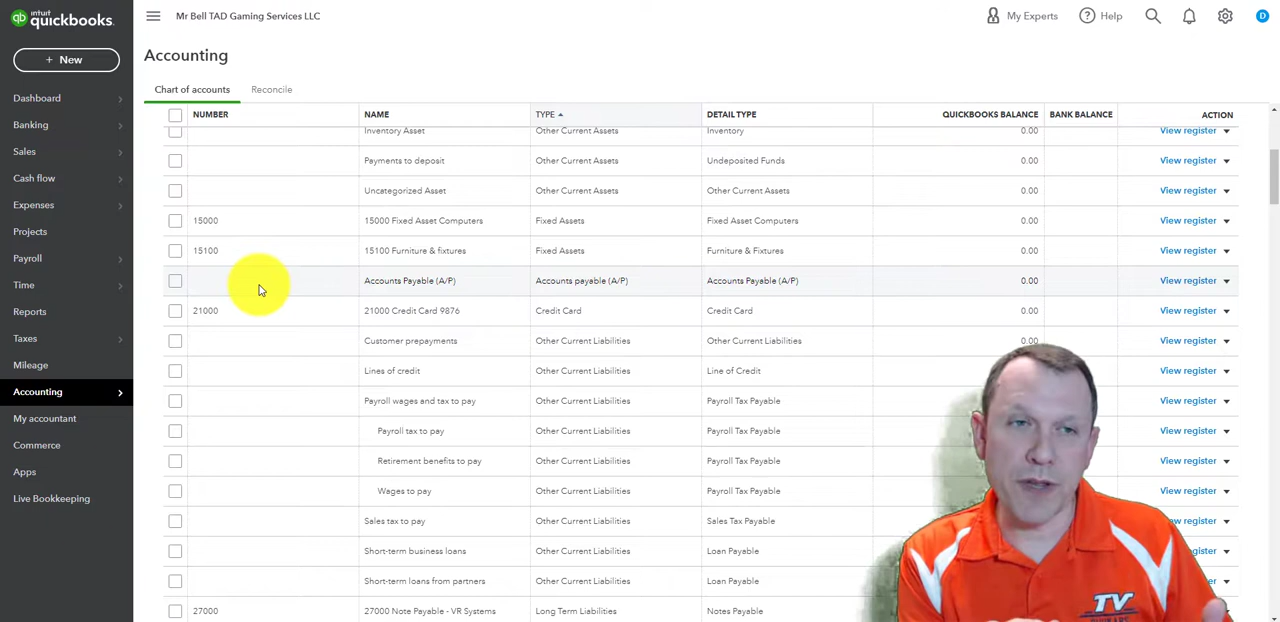 intuit
quickbooks.
Mr Bell TAD Gaming Services LLC
My Experts
Help
D
+ New
Accounting
Chart of accounts
Reconcile
Dashboard
Banking
Sales
Cash flow
Expenses
Projects
Payroll
Time
Reports
Taxes
Mileage
Accounting
My accountant
Commerce
Apps
Live Bookkeeping
NUMBER NAME TYPE DETAIL TYPE QUICKBOOKS BALANCE BANK BALANCE ACTION
Inventory Asset Other Current Assets Inventory 0.00 View register
Payments to deposit Other Current Assets Undeposited Funds 0.00 View register
Uncategorized Asset Other Current Assets Other Current Assets 0.00 View register
15000 15000 Fixed Asset Computers Fixed Assets Fixed Asset Computers 0.00 View register
15100 15100 Furniture & fixtures Fixed Assets Furniture & Fixtures 0.00 View register
Accounts Payable (A/P) Accounts payable (A/P) Accounts Payable (A/P) 0.00 View register
21000 21000 Credit Card 9876 Credit Card Credit Card 0.00 View register
Customer prepayments Other Current Liabilities Other Current Liabilities 0.00 View register
Lines of credit Other Current Liabilities Line of Credit View register
Payroll wages and tax to pay Other Current Liabilities Payroll Tax Payable View register
Payroll tax to pay Other Current Liabilities Payroll Tax Payable View register
Retirement benefits to pay Other Current Liabilities Payroll Tax Payable View register
Wages to pay Other Current Liabilities Payroll Tax Payable View register
Sales tax to pay Other Current Liabilities Sales Tax Payable register
Short-term business loans Other Current Liabilities Loan Payable
Short-term loans from partners Other Current Liabilities Loan Payable
27000 27000 Note Payable - VR Systems Long Term Liabilities Notes Payable
TV